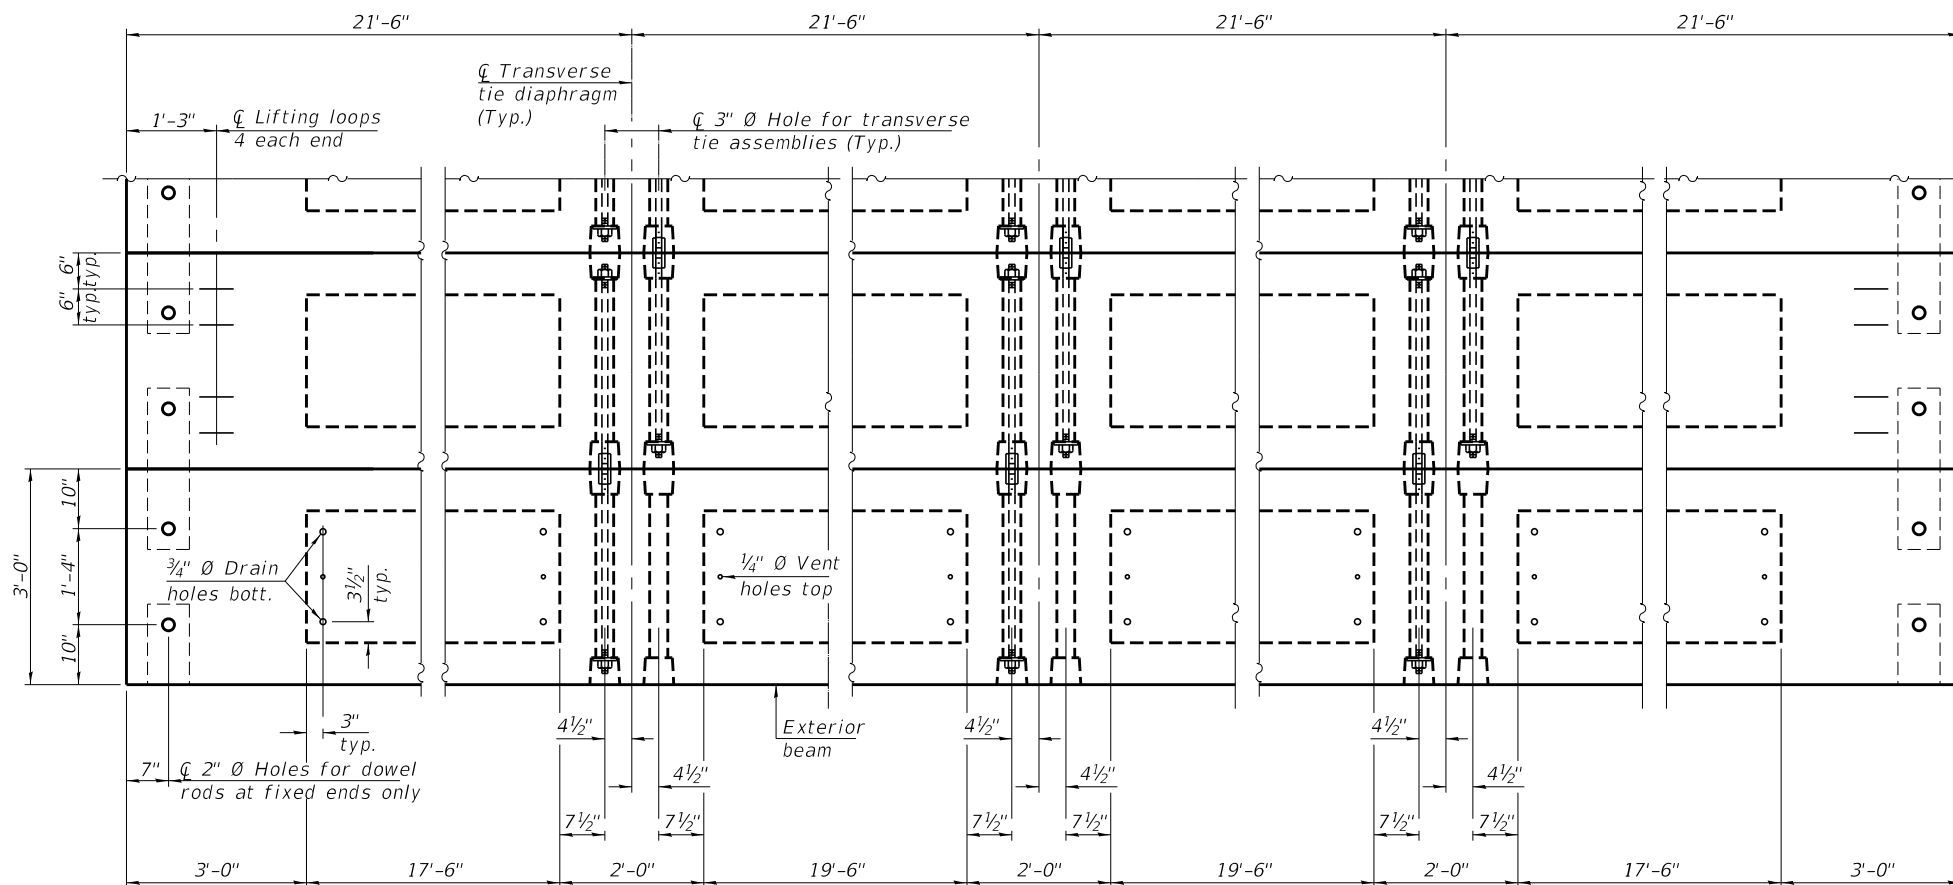 21'-6" 21'-6" 21'-6" 21'-6"
℄ Transverse
tie diaphragm
(Typ.)
1'-3" ℄ Lifting loops
4 each end
℄ 3" Ø Hole for transverse
tie assemblies (Typ.)
6"
typ.
6"
typ.
10"
1'-4"
10"
3'-0"
¾" Ø Drain
holes bott.
3½"
typ.
¼" Ø Vent
holes top
3"
typ.
7" ℄ 2" Ø Holes for dowel
rods at fixed ends only
Exterior
beam
4½" 4½" 4½"
4½" 4½" 4½"
7½" 7½" 7½" 7½" 7½" 7½"
3'-0" 17'-6" 2'-0" 19'-6" 2'-0" 19'-6" 2'-0" 17'-6" 3'-0"